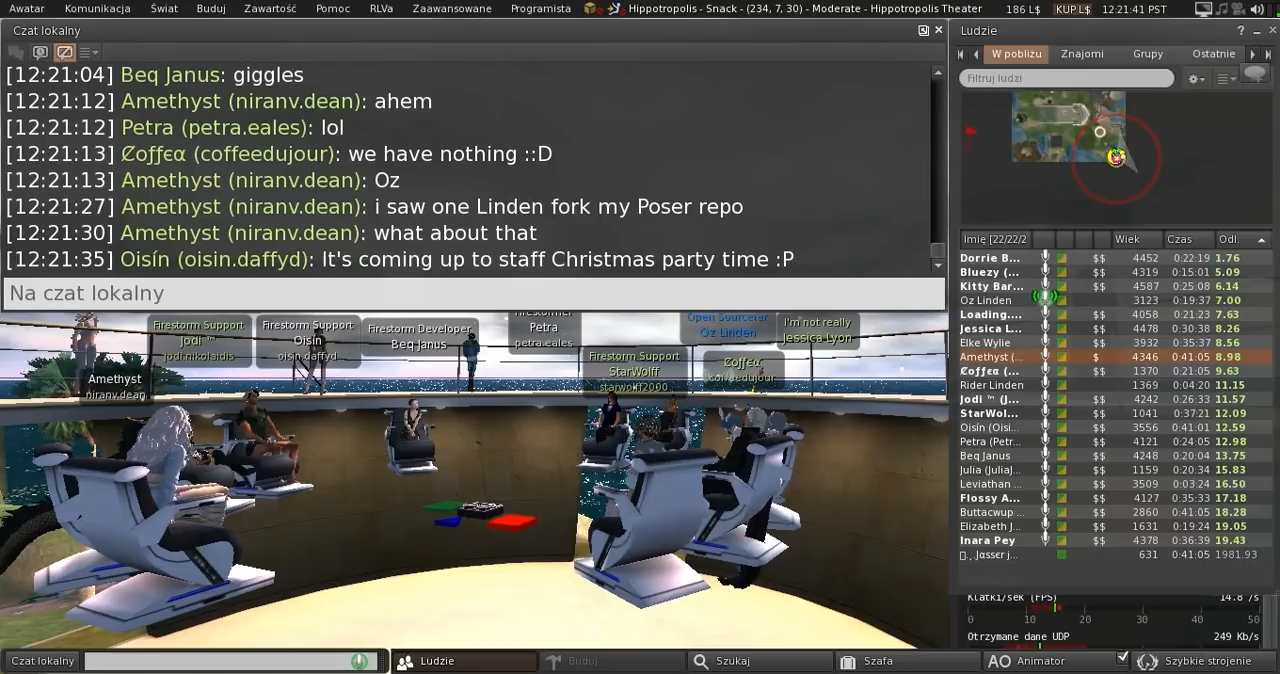 Awatar Komunikacja Świat Buduj Zawartość Pomoc RLVa Zaawansowane Programista Hippotropolis - Snack - (234, 7, 30) - Moderate - Hippotropolis Theater 186 L$ KUP L$ 12:21:41 PST
Czat lokalny
[12:21:04] Beq Janus: giggles
[12:21:12] Amethyst (niranv.dean): ahem
[12:21:12] Petra (petra.eales): lol
[12:21:13] Ȼσƒƒєα (coffeedujour): we have nothing ::D
[12:21:13] Amethyst (niranv.dean): Oz
[12:21:27] Amethyst (niranv.dean): i saw one Linden fork my Poser repo
[12:21:30] Amethyst (niranv.dean): what about that
[12:21:35] Oisín (oisin.daffyd): It's coming up to staff Christmas party time :P
Na czat lokalny
Firestorm Support
Jodi ™
jodi.nikolaidis
Firestorm Support
Oisín
oisin.daffyd
Firestorm Developer
Beq Janus
Petra
petra.eales
Open Sourcerer
Oz Linden
I'm not really
Jessica Lyon
Firestorm Support
StarWolff
starwolff2000
Ȼσƒƒєα
coffeedujour
Amethyst
niranv.dean
Ludzie
W pobliżu Znajomi Grupy Ostatnie
Filtruj ludzi
Imię [22/22/2 Wiek Czas Odl.
Dorrie B... $$ 4452 0:22:19 1.76
Bluezy (... $$ 4319 0:15:01 5.09
Kitty Bar... $$ 4587 0:25:08 6.14
Oz Linden 3123 0:19:37 7.00
Loading.... $$ 4058 0:21:23 7.63
Jessica L... $$ 4478 0:30:38 8.26
Elke Wylie $$ 3932 0:35:37 8.56
Amethyst (... $ 4346 0:41:05 8.98
Ȼσƒƒєα (... $$ 1370 0:21:05 9.63
Rider Linden 1369 0:04:20 11.15
Jodi ™ (J... $$ 4242 0:26:33 11.57
StarWol... $$ 1041 0:37:21 12.09
Oisín (Oisi... $$ 3556 0:41:01 12.59
Petra (Petr... $$ 4121 0:24:05 12.98
Beq Janus $$ 4248 0:20:04 13.75
Julia (JuliaJ... $$ 1159 0:20:34 15.83
Leviathan ... $$ 3509 0:03:24 16.50
Flossy A... $$ 4127 0:35:33 17.18
Buttacwup ... $$ 2860 0:41:05 18.28
Elizabeth J... $$ 1631 0:19:24 19.05
Inara Pey $$ 4378 0:36:39 19.43
631 0:41:05 1981.93
Klatki/sek (FPS) 14.8 /s
0 10 20 30 40 50
Otrzymane dane UDP 249 Kb/s
Czat lokalny Ludzie Buduj Szukaj Szafa AO Animator Szybkie strojenie